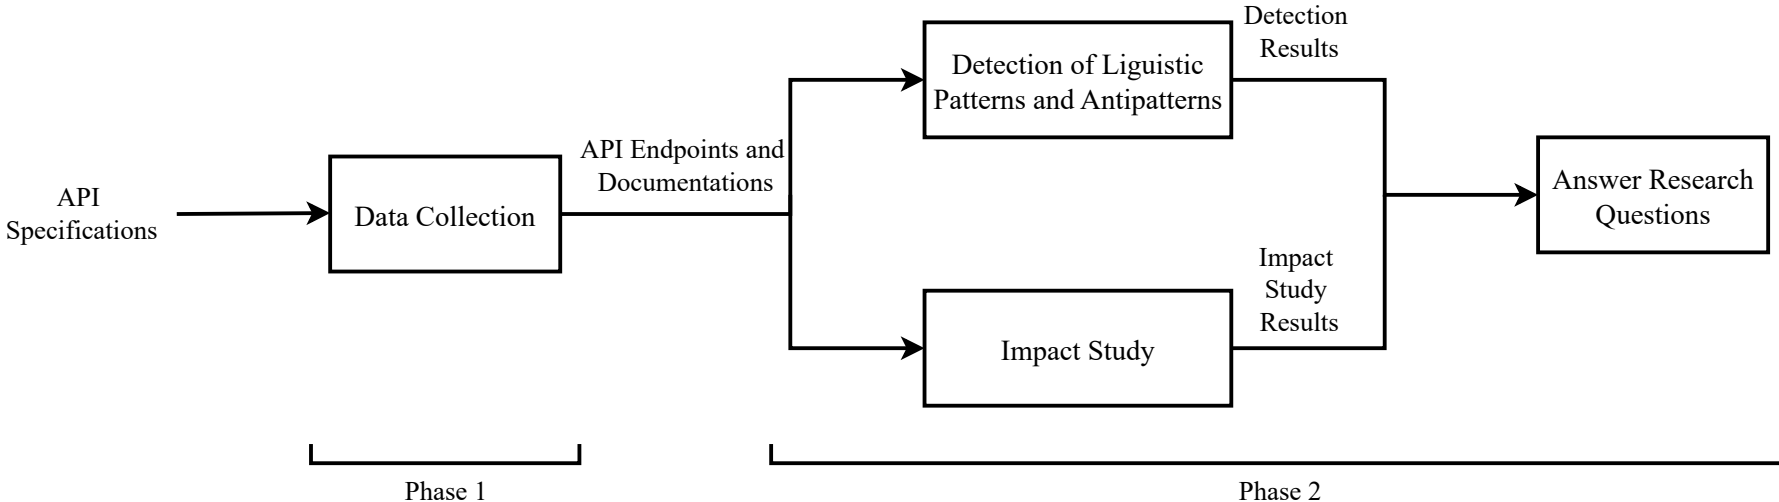 API
Specifications
Data Collection
API Endpoints and
Documentations
Detection of Liguistic
Patterns and Antipatterns
Detection
Results
Impact Study
Impact
Study
Results
Answer Research
Questions
Phase 1
Phase 2